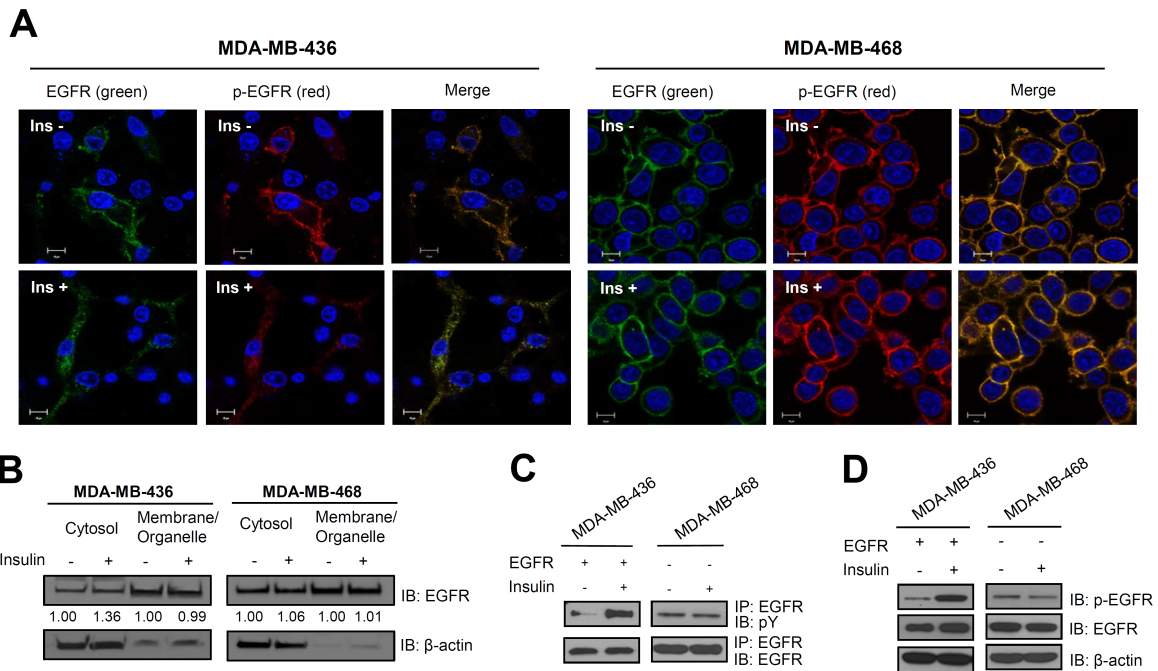 A
MDA-MB-436
MDA-MB-468
EGFR (green)
p-EGFR (red)
Merge
EGFR (green)
p-EGFR (red)
Merge
Ins -
Ins -
Ins -
Ins -
Ins +
Ins +
Ins +
Ins +
B
MDA-MB-436
MDA-MB-468
Cytosol
Membrane/
Organelle
Cytosol
Membrane/
Organelle
Insulin - + - + - + - +
IB: EGFR
1.00 1.36 1.00 0.99 1.00 1.06 1.00 1.01
IB: β-actin
C
MDA-MB-436
MDA-MB-468
EGFR + + - -
Insulin - + - +
IP: EGFR
IB: pY
IP: EGFR
IB: EGFR
D
MDA-MB-436
MDA-MB-468
EGFR + + - -
Insulin - + - +
IB: p-EGFR
IB: EGFR
IB: β-actin